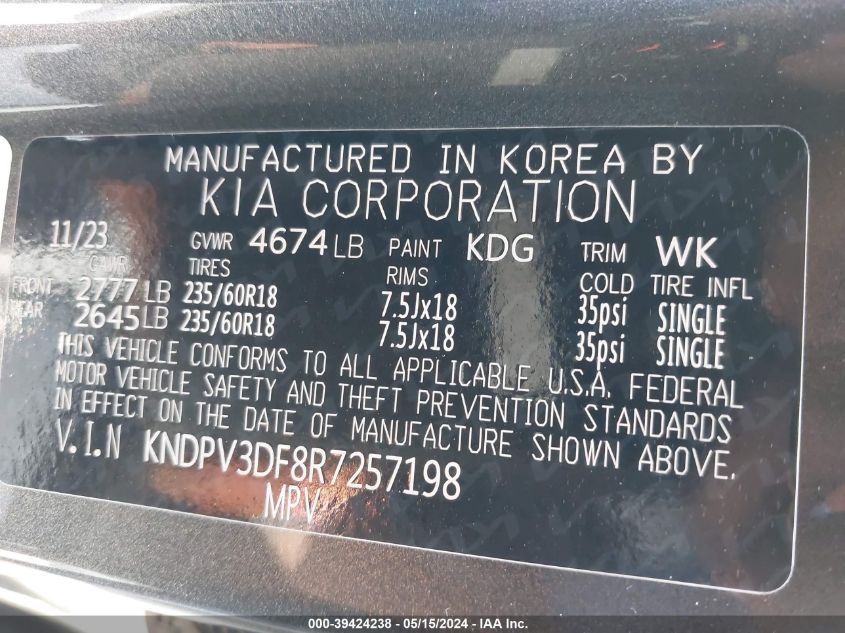 MANUFACTURED IN KOREA BY
KIA CORPORATION
11/23 GVWR 4674 LB PAINT KDG TRIM WK
GAWR TIRES RIMS COLD TIRE INFL
FRONT 2777 LB 235/60R18 7.5Jx18 35psi SINGLE
REAR 2645 LB 235/60R18 7.5Jx18 35psi SINGLE
THIS VEHICLE CONFORMS TO ALL APPLICABLE U.S.A. FEDERAL
MOTOR VEHICLE SAFETY AND THEFT PREVENTION STANDARDS
IN EFFECT ON THE DATE OF MANUFACTURE SHOWN ABOVE.
V.I.N KNDPV3DF8R7257198
MPV
000-39424238 - 05/15/2024 - IAA Inc.